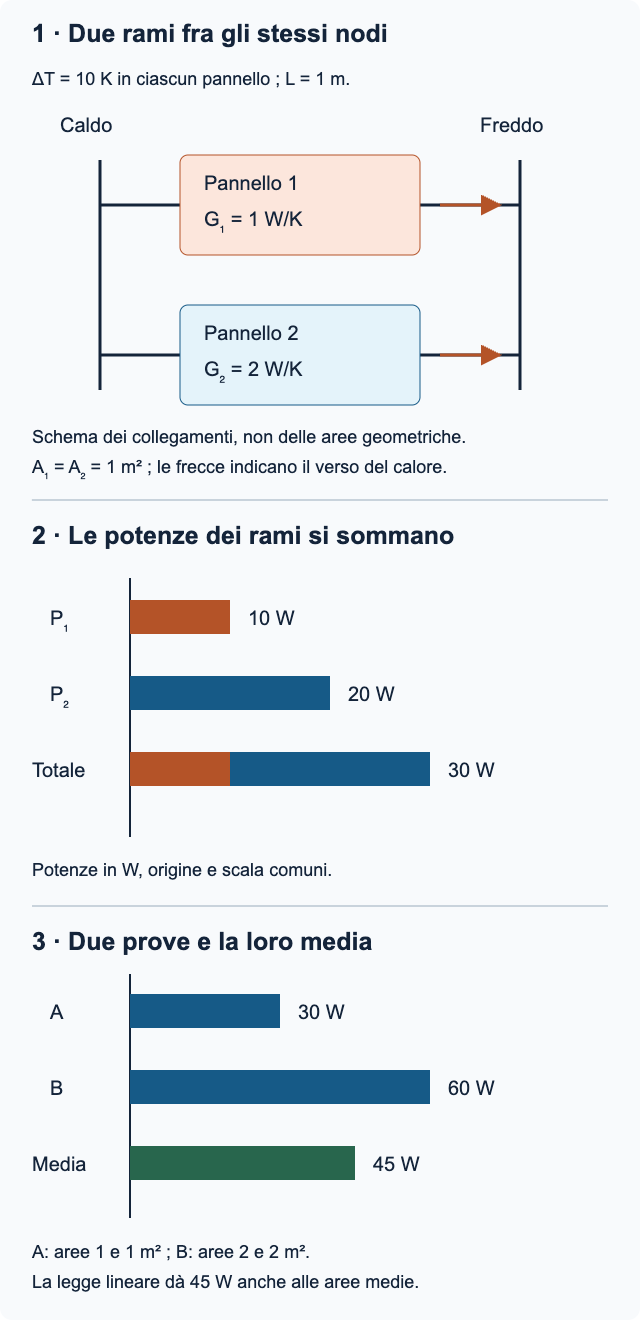 1 · Due rami fra gli stessi nodi
ΔT = 10 K in ciascun pannello ; L = 1 m.
Caldo
Freddo
Pannello 1
G₁ = 1 W/K
Pannello 2
G₂ = 2 W/K
Schema dei collegamenti, non delle aree geometriche.
A₁ = A₂ = 1 m² ; le frecce indicano il verso del calore.
2 · Le potenze dei rami si sommano
P₁
10 W
P₂
20 W
Totale
30 W
Potenze in W, origine e scala comuni.
3 · Due prove e la loro media
A
30 W
B
60 W
Media
45 W
A: aree 1 e 1 m² ; B: aree 2 e 2 m².
La legge lineare dà 45 W anche alle aree medie.